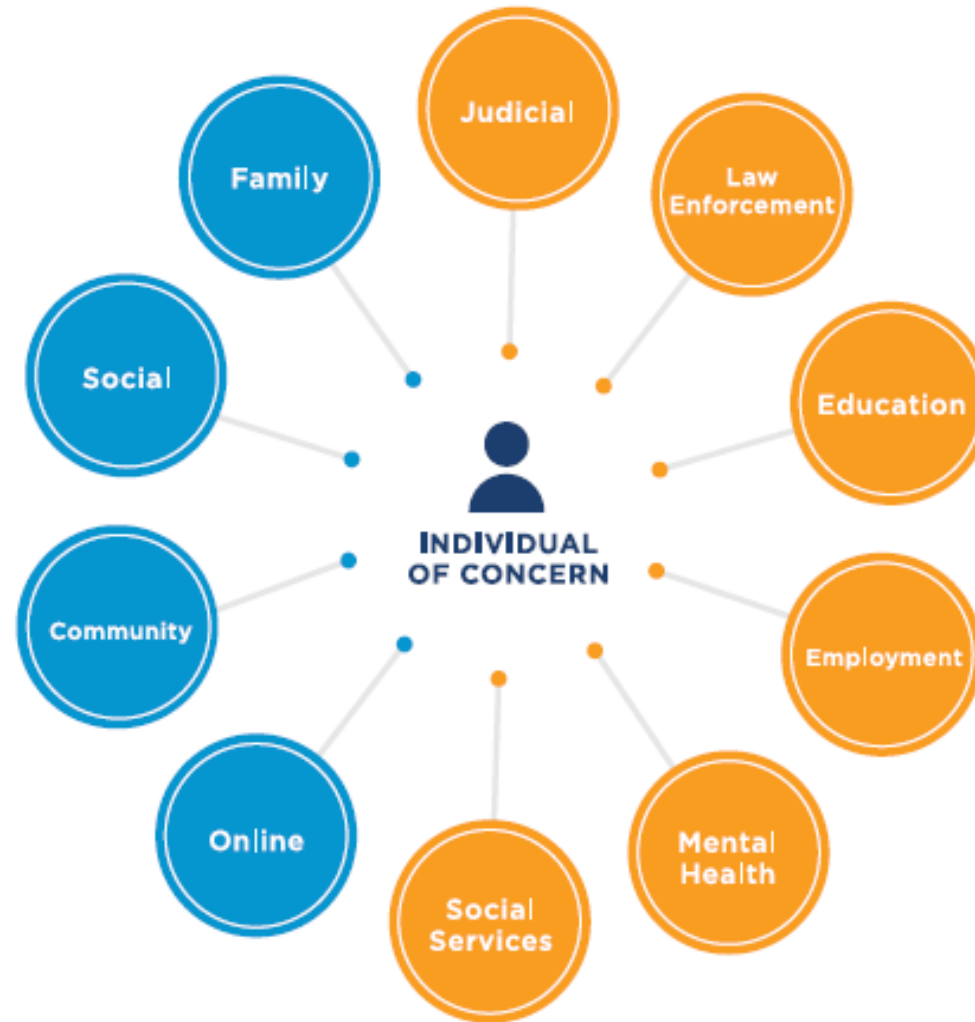 Judicial
Law
Enforcement
Education
Employment
Mental
Health
Social
Services
Online
Community
Social
Family
INDIVIDUAL
OF CONCERN